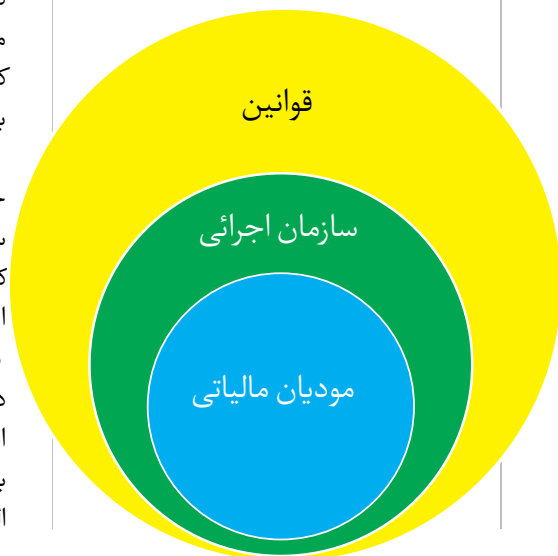 قوانین
سازمان اجرائی
مودیان مالیاتی